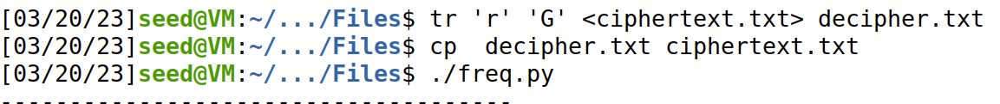 [03/20/23]seed@VM:~/.../Files$ tr 'r' 'G' <ciphertext.txt> decipher.txt
[03/20/23]seed@VM:~/.../Files$ cp  decipher.txt ciphertext.txt
[03/20/23]seed@VM:~/.../Files$ ./freq.py
-------------------------------------